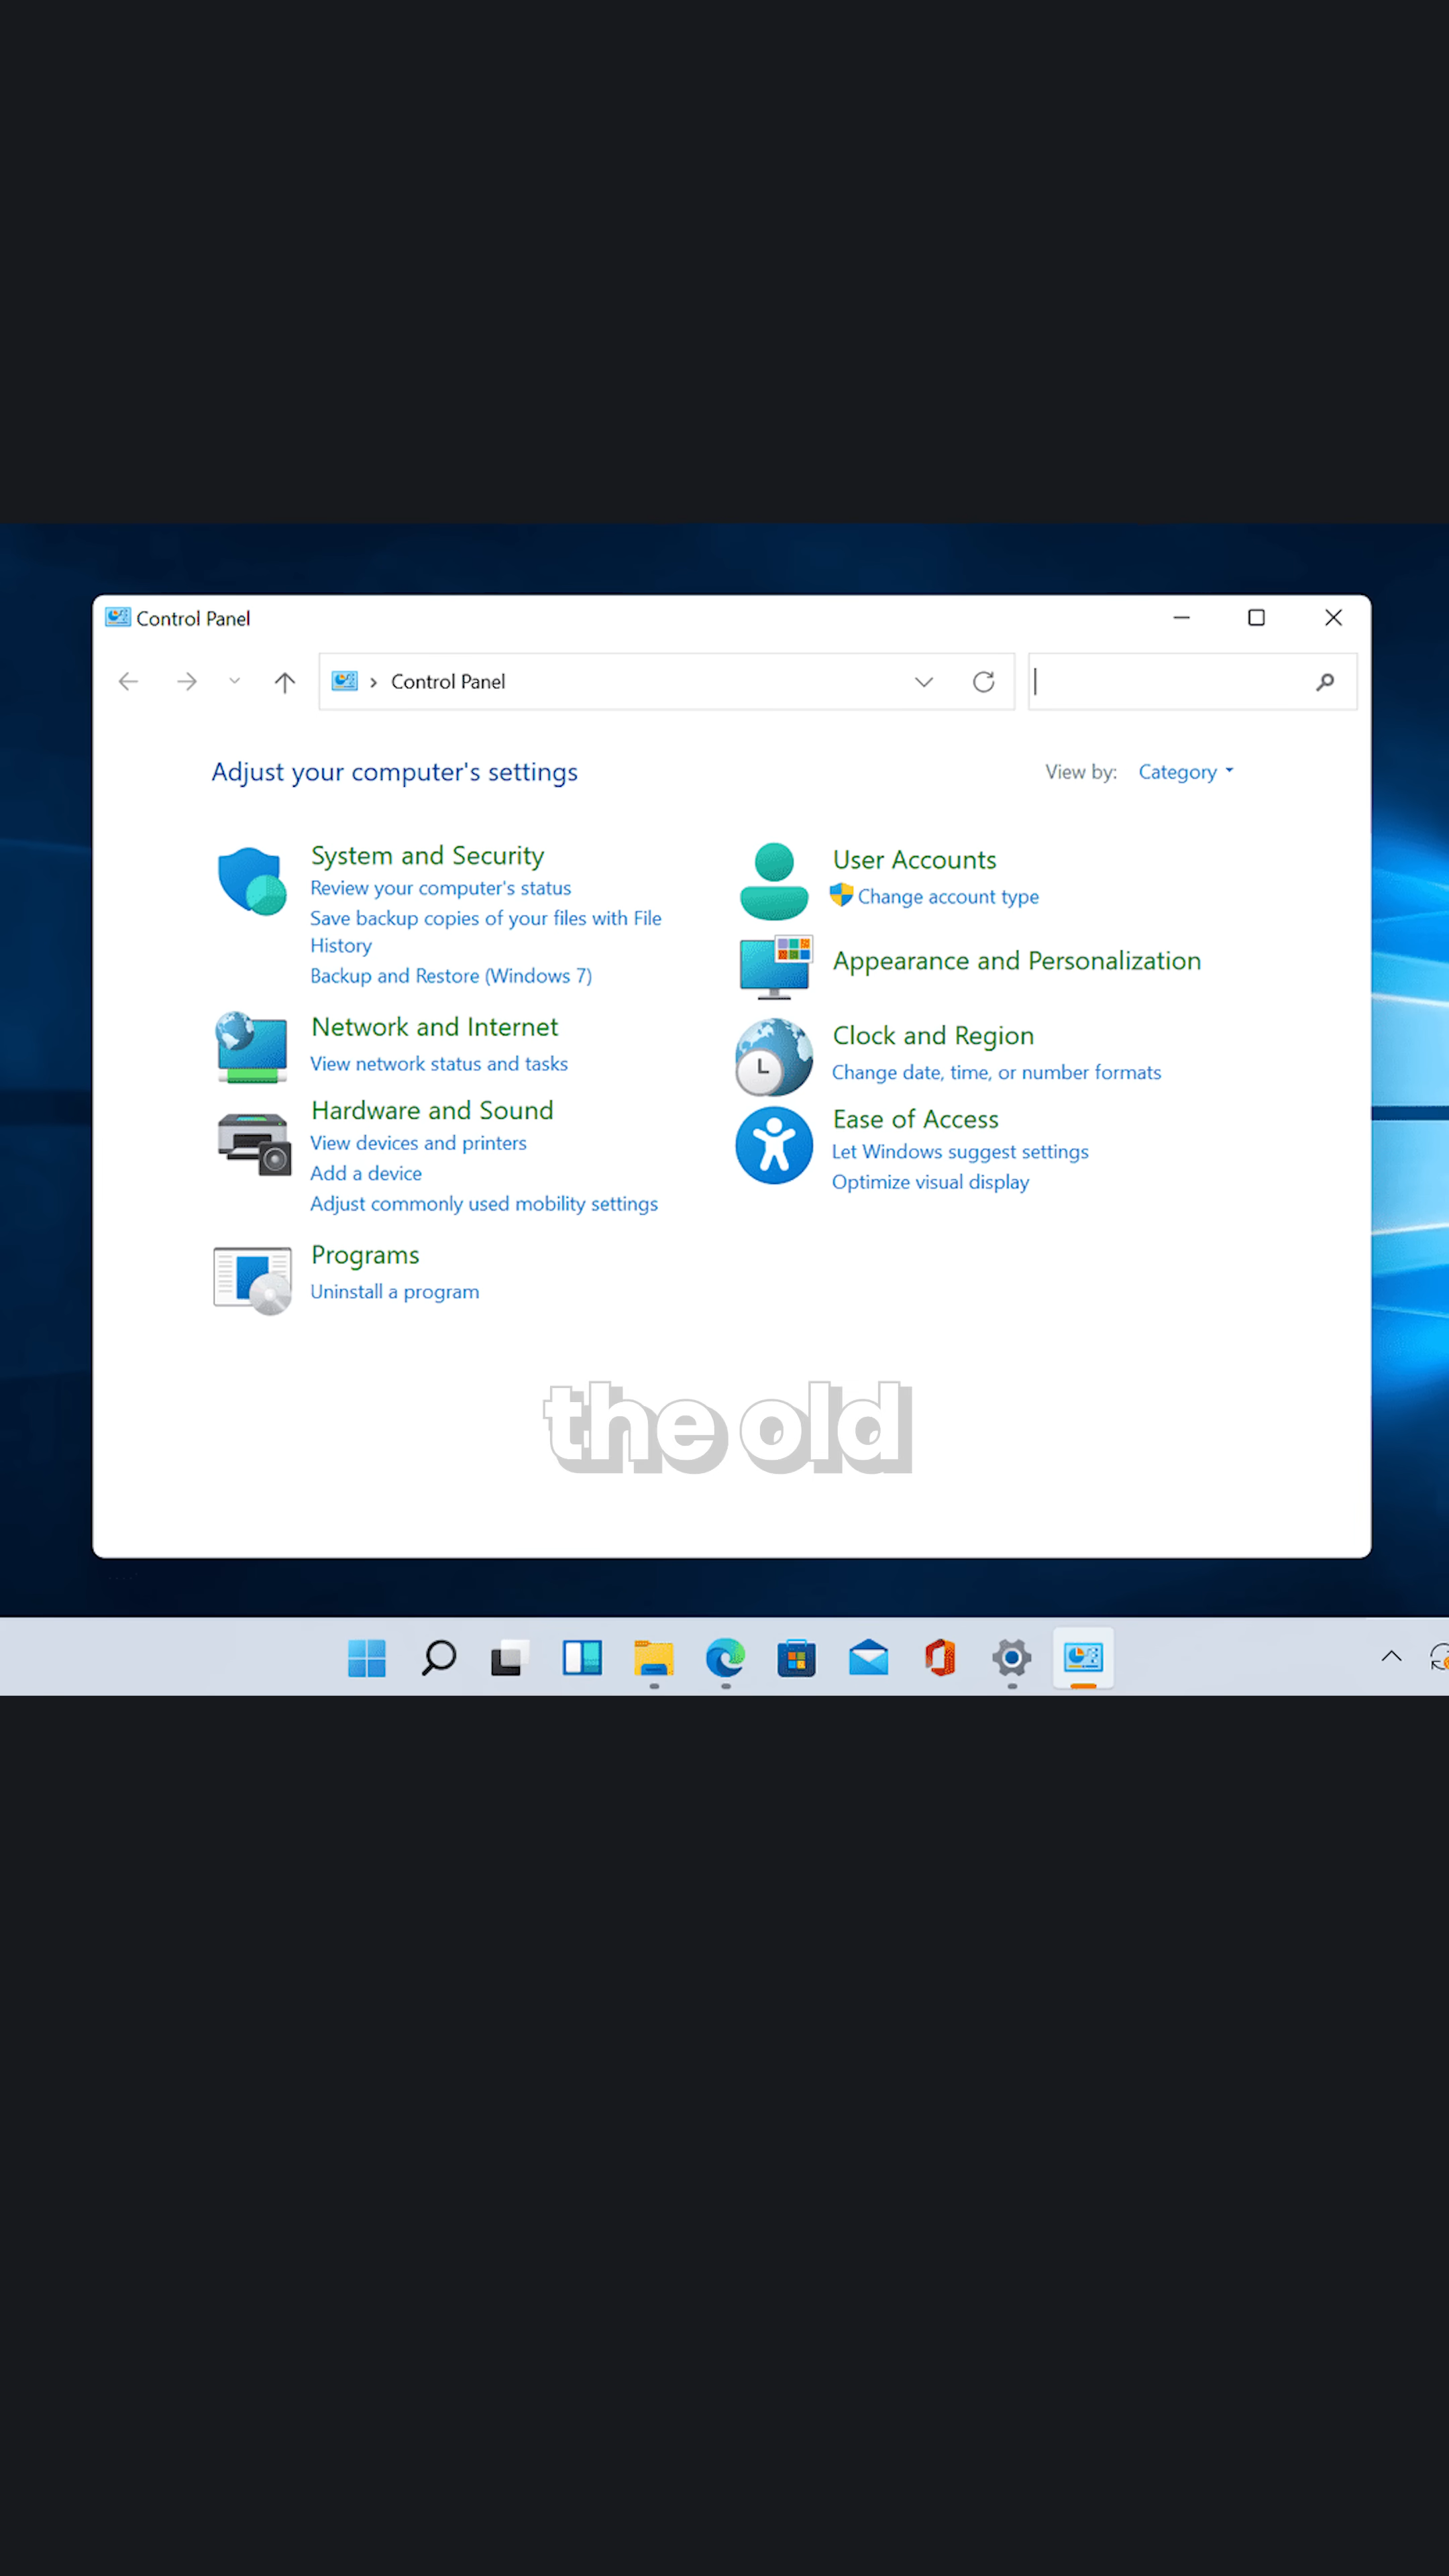 Control Panel
Control Panel
Adjust your computer's settings
View by: Category
System and Security
Review your computer's status
Save backup copies of your files with File
History
Backup and Restore (Windows 7)
Network and Internet
View network status and tasks
Hardware and Sound
View devices and printers
Add a device
Adjust commonly used mobility settings
Programs
Uninstall a program
User Accounts
Change account type
Appearance and Personalization
Clock and Region
Change date, time, or number formats
Ease of Access
Let Windows suggest settings
Optimize visual display
the old